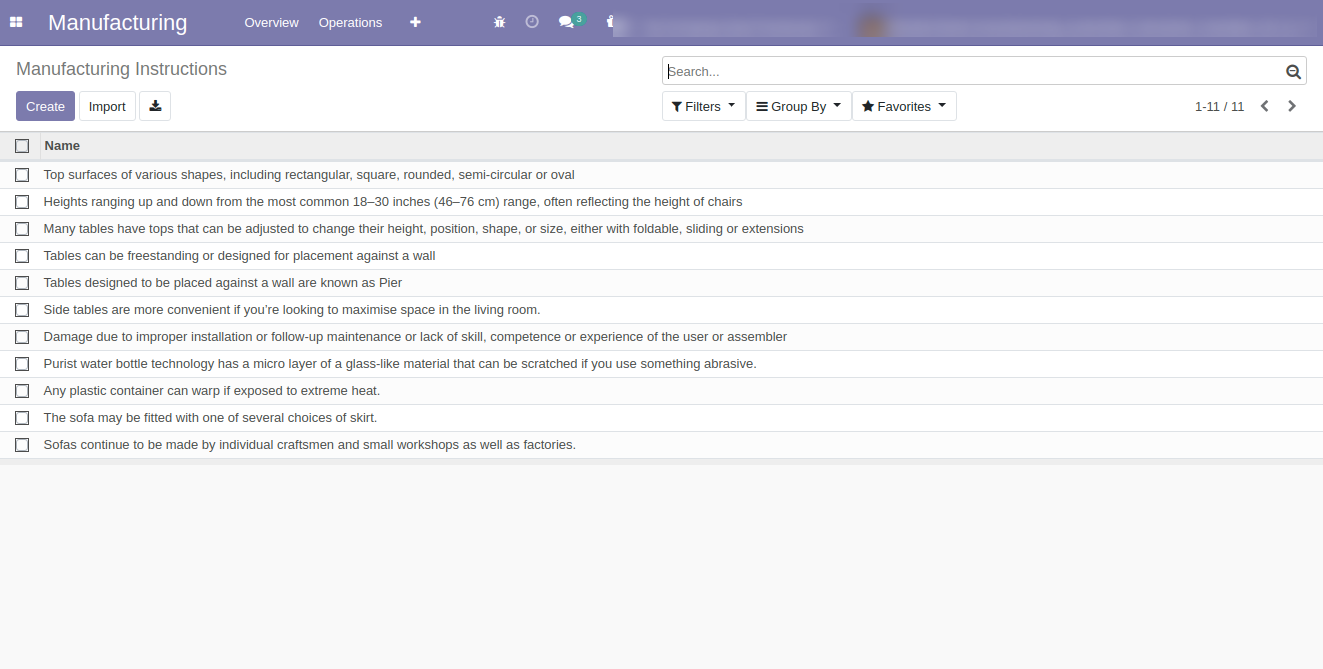 Manufacturing Overview Operations 3
Manufacturing Instructions
Search...
Create Import Filters Group By Favorites 1-11 / 11
Name
Top surfaces of various shapes, including rectangular, square, rounded, semi-circular or oval
Heights ranging up and down from the most common 18–30 inches (46–76 cm) range, often reflecting the height of chairs
Many tables have tops that can be adjusted to change their height, position, shape, or size, either with foldable, sliding or extensions
Tables can be freestanding or designed for placement against a wall
Tables designed to be placed against a wall are known as Pier
Side tables are more convenient if you're looking to maximise space in the living room.
Damage due to improper installation or follow-up maintenance or lack of skill, competence or experience of the user or assembler
Purist water bottle technology has a micro layer of a glass-like material that can be scratched if you use something abrasive.
Any plastic container can warp if exposed to extreme heat.
The sofa may be fitted with one of several choices of skirt.
Sofas continue to be made by individual craftsmen and small workshops as well as factories.